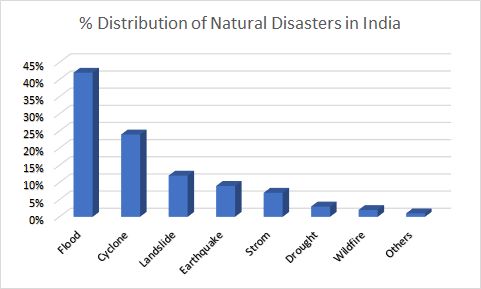 % Distribution of Natural Disasters in India
45%
40%
35%
30%
25%
20%
15%
10%
5%
0%
Flood
Cyclone
Landslide
Earthquake
Strom
Drought
Wildfire
Others